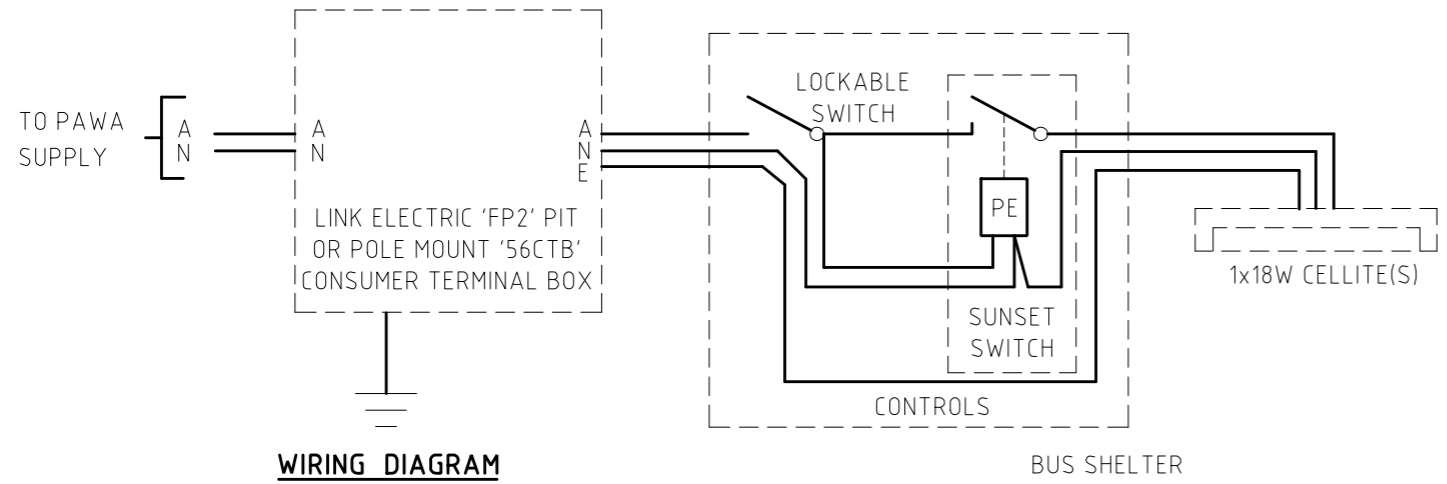 TO PAWA
SUPPLY
A
N
A
N
A
N
E
LINK ELECTRIC 'FP2' PIT
OR POLE MOUNT '56CTB'
CONSUMER TERMINAL BOX
LOCKABLE
SWITCH
PE
SUNSET
SWITCH
CONTROLS
1x18W CELLITE(S)
WIRING DIAGRAM
BUS SHELTER